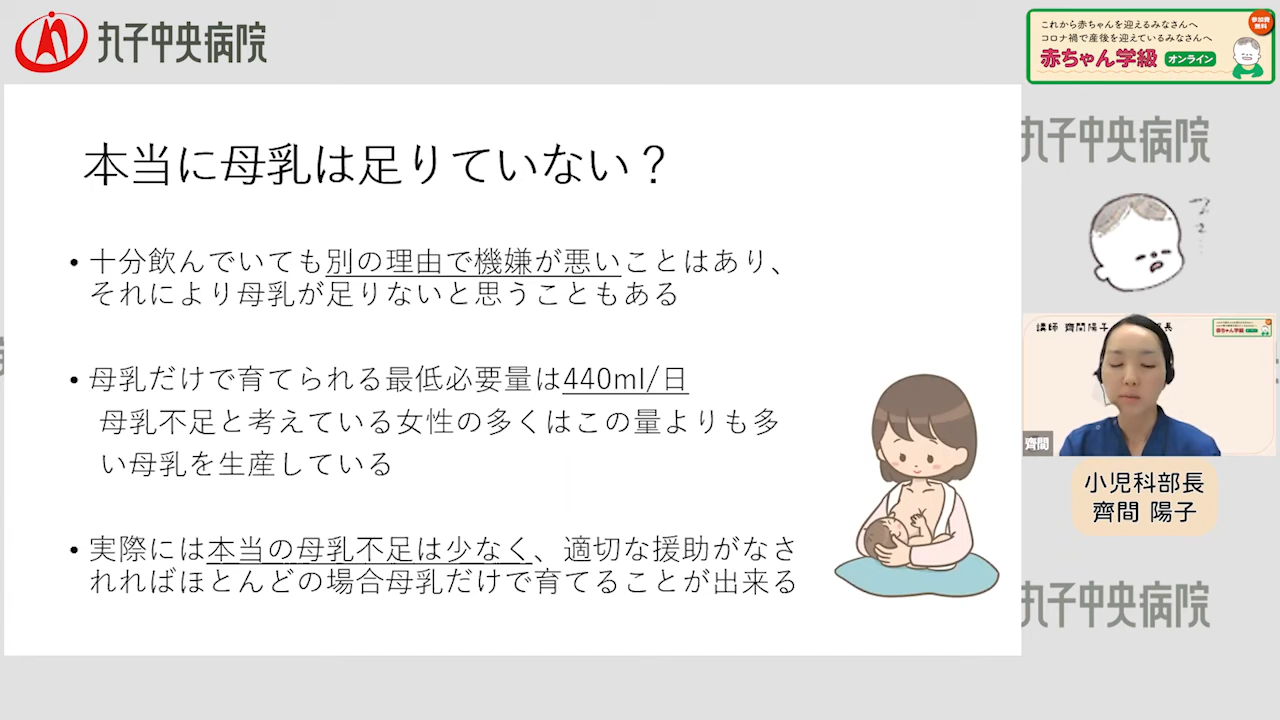 丸子中央病院
これから赤ちゃんを迎えるみなさんへ
コロナ禍で産後を迎えているみなさんへ
赤ちゃん学級 オンライン
参加費
無料
本当に母乳は足りていない？
• 十分飲んでいても別の理由で機嫌が悪いことはあり、
それにより母乳が足りないと思うこともある
• 母乳だけで育てられる最低必要量は440ml/日
母乳不足と考えている女性の多くはこの量よりも多
い母乳を生産している
• 実際には本当の母乳不足は少なく、適切な援助がなさ
れればほとんどの場合母乳だけで育てることが出来る
丸子中央病院
講師 齊間陽子
部長
赤ちゃん学級
齊間
小児科部長
齊間 陽子
丸子中央病院